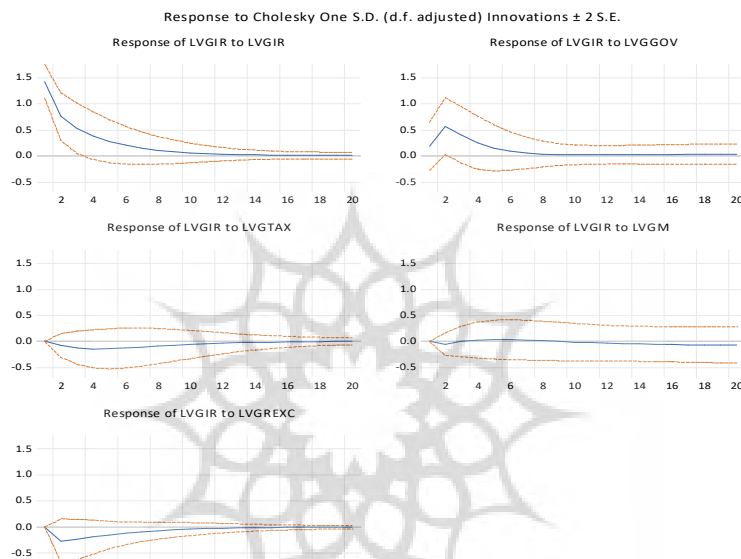 Response to Cholesky One S.D. (d.f. adjusted) Innovations ± 2 S.E.
Response of LVGIR to LVGIR
Response of LVGIR to LVGGOV
1.5
1.0
0.5
0.0
-0.5
2 4 6 8 10 12 14 16 18 20
1.5
1.0
0.5
0.0
-0.5
2 4 6 8 10 12 14 16 18 20
Response of LVGIR to LVGTAX
Response of LVGIR to LVGM
1.5
1.0
0.5
0.0
-0.5
2 4 6 8 10 12 14 16 18 20
1.5
1.0
0.5
0.0
-0.5
2 4 6 8 10 12 14 16 18 20
Response of LVGIR to LVGREXC
1.5
1.0
0.5
0.0
-0.5